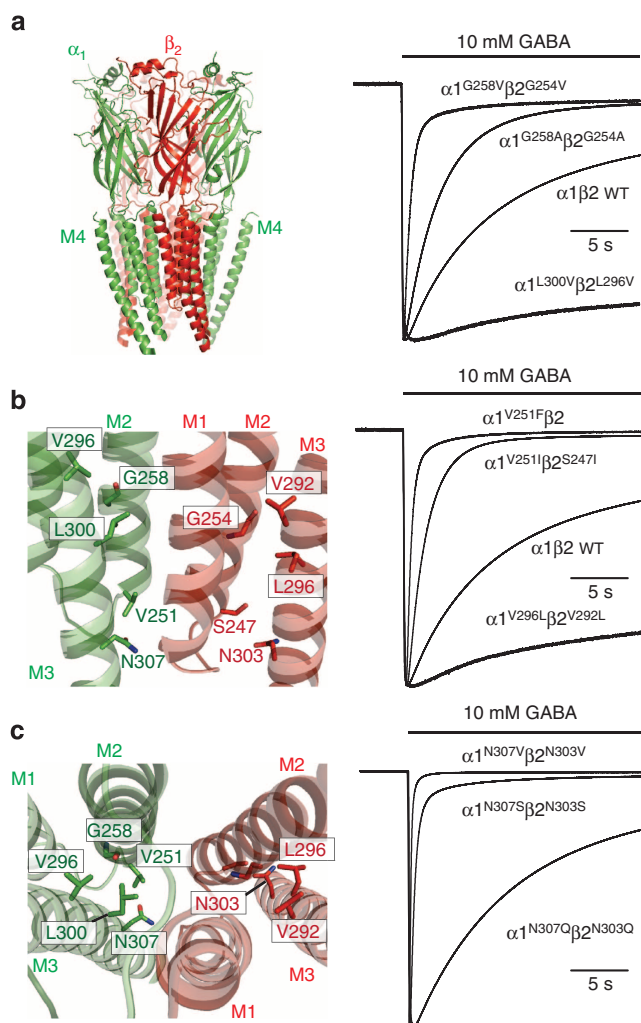 a
α1
β2
M4
M4
10 mM GABA
α1G258Vβ2G254V
α1G258Aβ2G254A
α1β2 WT
5 s
α1L300Vβ2L296V
b
M2
M1
M2
M3
V296
G258
V292
L300
G254
L296
V251
S247
N307
N303
M3
10 mM GABA
α1V251Fβ2
α1V251Iβ2S247I
α1β2 WT
5 s
α1V296Lβ2V292L
c
M2
M1
M2
G258
V296
V251
L296
N303
L300
N307
V292
M3
M3
M1
10 mM GABA
α1N307Vβ2N303V
α1N307Sβ2N303S
α1N307Qβ2N303Q
5 s